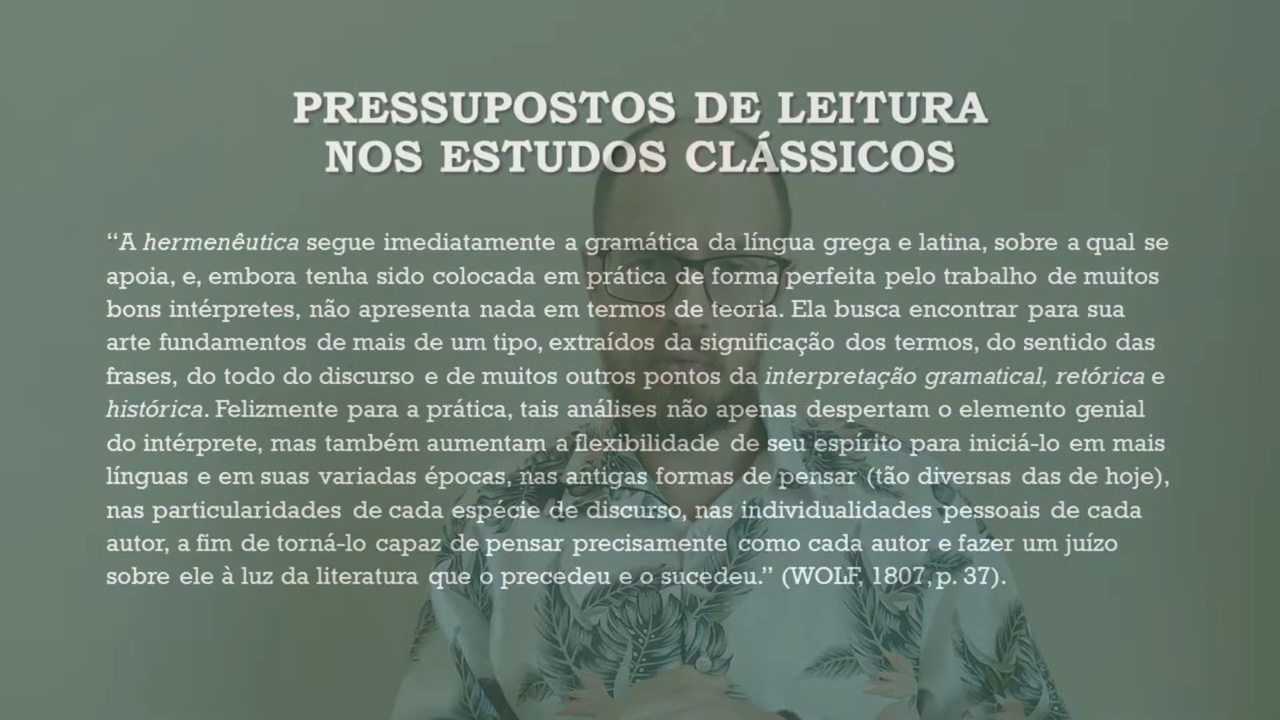 PRESSUPOSTOS DE LEITURA
NOS ESTUDOS CLÁSSICOS
“A hermenêutica segue imediatamente a gramática da língua grega e latina, sobre a qual se
apoia, e, embora tenha sido colocada em prática de forma perfeita pelo trabalho de muitos
bons intérpretes, não apresenta nada em termos de teoria. Ela busca encontrar para sua
arte fundamentos de mais de um tipo, extraídos da significação dos termos, do sentido das
frases, do todo do discurso e de muitos outros pontos da interpretação gramatical, retórica e
histórica. Felizmente para a prática, tais análises não apenas despertam o elemento genial
do intérprete, mas também aumentam a flexibilidade de seu espírito para iniciá-lo em mais
línguas e em suas variadas épocas, nas antigas formas de pensar (tão diversas das de hoje),
nas particularidades de cada espécie de discurso, nas individualidades pessoais de cada
autor, a fim de torná-lo capaz de pensar precisamente como cada autor e fazer um juízo
sobre ele à luz da literatura que o precedeu e o sucedeu.” (WOLF, 1807, p. 37).